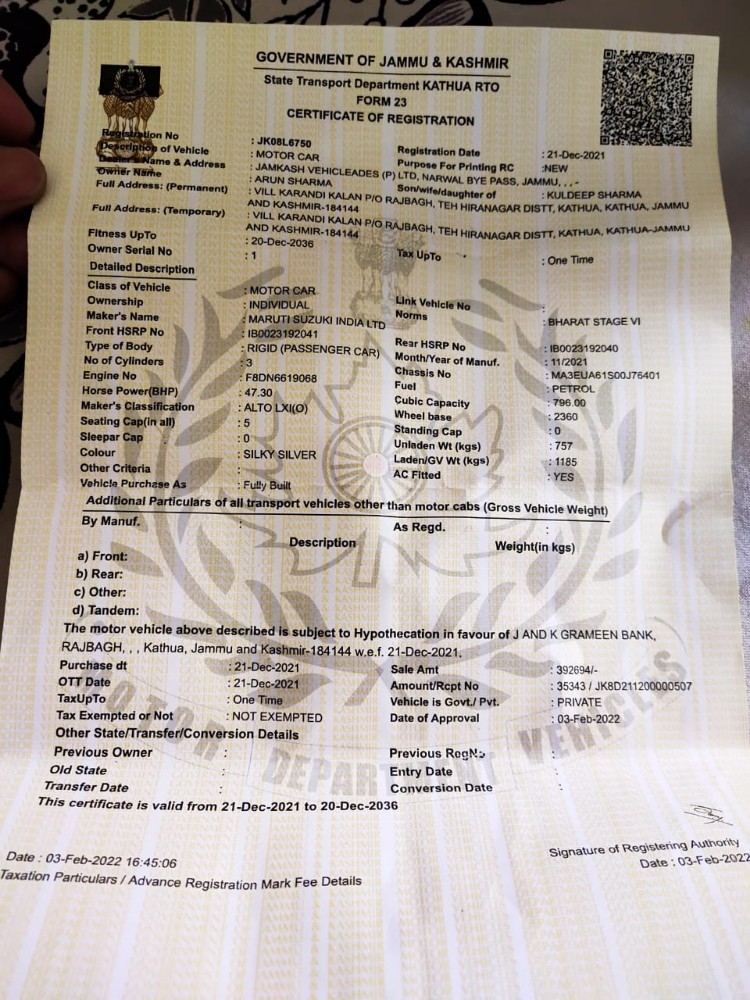 GOVERNMENT OF JAMMU & KASHMIR
State Transport Department KATHUA RTO
FORM 23
CERTIFICATE OF REGISTRATION
Registration No : JK08L6750 Registration Date : 21-Dec-2021
Description of Vehicle : MOTOR CAR Purpose For Printing RC :NEW
Dealer's Name & Address : JAMKASH VEHICLEADES (P) LTD, NARWAL BYE PASS, JAMMU, , , -
Owner Name : ARUN SHARMA Son/wife/daughter of : KULDEEP SHARMA
Full Address: (Permanent) : VILL KARANDI KALAN P/O RAJBAGH, TEH HIRANAGAR DISTT, KATHUA, KATHUA, JAMMU
AND KASHMIR-184144
Full Address: (Temporary) : VILL KARANDI KALAN P/O RAJBAGH, TEH HIRANAGAR DISTT, KATHUA, KATHUA-JAMMU
AND KASHMIR-184144
Fitness UpTo : 20-Dec-2036
Owner Serial No : 1 Tax UpTo : One Time
Detailed Description
Class of Vehicle : MOTOR CAR
Ownership : INDIVIDUAL Link Vehicle No :
Maker's Name : MARUTI SUZUKI INDIA LTD Norms : BHARAT STAGE VI
Front HSRP No : IB0023192041 Rear HSRP No : IB0023192040
Type of Body : RIGID (PASSENGER CAR) Month/Year of Manuf. : 11/2021
No of Cylinders : 3 Chassis No : MA3EUA61S00J76401
Engine No : F8DN6619068 Fuel : PETROL
Horse Power(BHP) : 47.30 Cubic Capacity : 796.00
Maker's Classification : ALTO LXI(O) Wheel base : 2360
Seating Cap(in all) : 5 Standing Cap : 0
Sleepar Cap : 0 Unladen Wt (kgs) : 757
Colour : SILKY SILVER Laden/GV Wt (kgs) : 1185
Other Criteria : AC Fitted : YES
Vehicle Purchase As : Fully Built
Additional Particulars of all transport vehicles other than motor cabs (Gross Vehicle Weight)
By Manuf. : As Regd. :
Description Weight(in kgs)
a) Front:
b) Rear:
c) Other:
d) Tandem:
The motor vehicle above described is subject to Hypothecation in favour of J AND K GRAMEEN BANK,
RAJBAGH, , , Kathua, Jammu and Kashmir-184144 w.e.f. 21-Dec-2021,
Purchase dt : 21-Dec-2021 Sale Amt : 392694/-
OTT Date : 21-Dec-2021 Amount/Rcpt No : 35343 / JK8D211200000507
TaxUpTo : One Time Vehicle is Govt./ Pvt. : PRIVATE
Tax Exempted or Not : NOT EXEMPTED Date of Approval : 03-Feb-2022
Other State/Transfer/Conversion Details
Previous Owner : Previous RegNo :
Old State : Entry Date :
Transfer Date : Conversion Date :
This certificate is valid from 21-Dec-2021 to 20-Dec-2036
Signature of Registering Authority
Date : 03-Feb-2022 16:45:06 Date : 03-Feb-2022
Taxation Particulars / Advance Registration Mark Fee Details
MOTOR VEHICLES DEPARTMENT